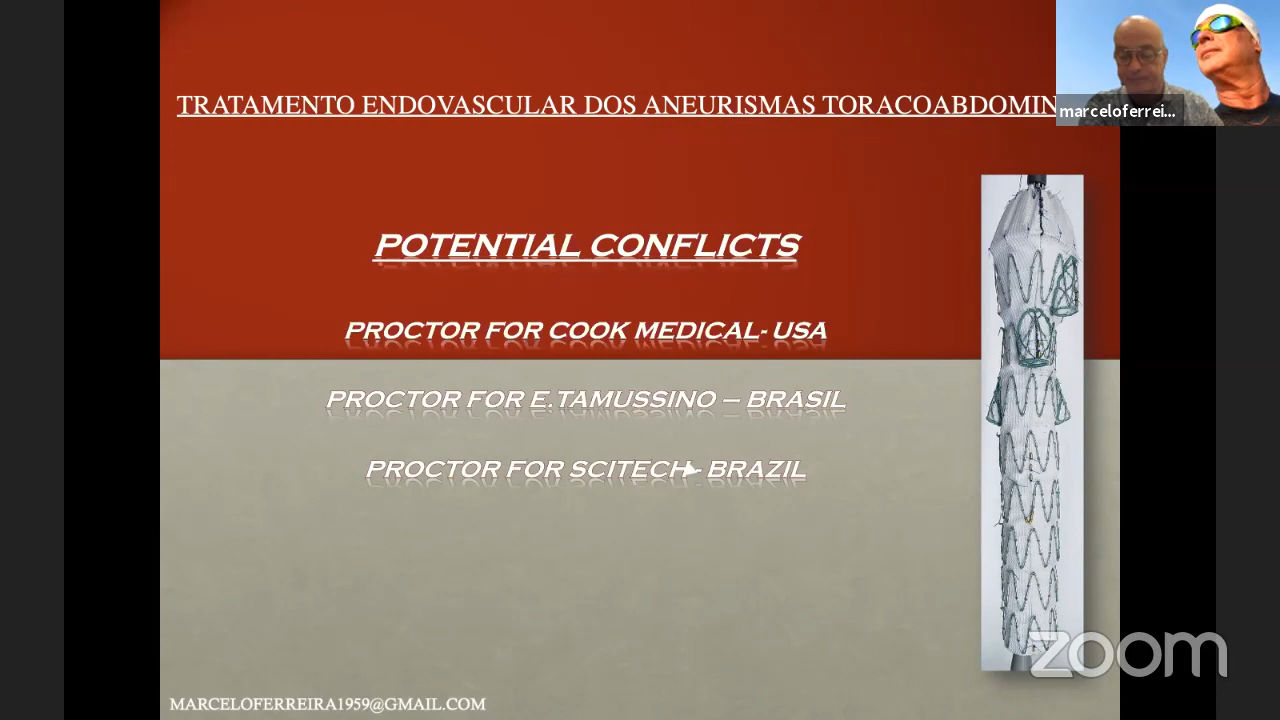 TRATAMENTO ENDOVASCULAR DOS ANEURISMAS TORACOABDOMIN
marceloferrei...
POTENTIAL CONFLICTS
PROCTOR FOR COOK MEDICAL- USA
PROCTOR FOR E.TAMUSSINO – BRASIL
PROCTOR FOR SCITECH- BRAZIL
zoom
MARCELOFERREIRA1959@GMAIL.COM